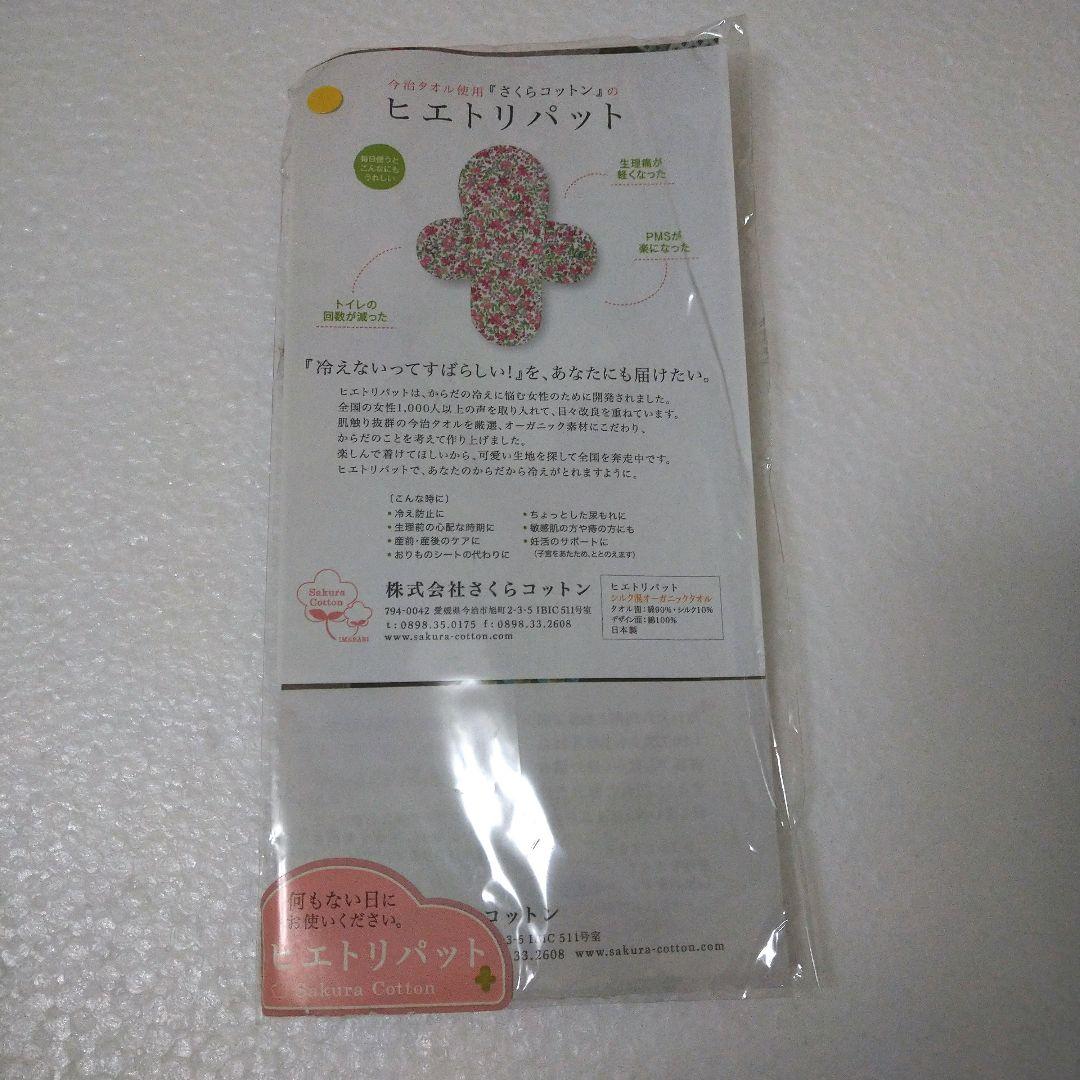 今治タオル使用『さくらコットン』の
ヒエトリパット
毎日使うと
こんなにも
うれしい
生理痛が
軽くなった
PMSが
楽になった
トイレの
回数が減った
『冷えないってすばらしい!』を、あなたにも届けたい。
ヒエトリパットは、からだの冷えに悩む女性のために開発されました。
全国の女性1,000人以上の声を取り入れて、日々改良を重ねています。
肌触り抜群の今治タオルを厳選、オーガニック素材にこだわり、
からだのことを考えて作り上げました。
楽しんで着けてほしいから、可愛い生地を探して全国を奔走中です。
ヒエトリパットで、あなたのからだから冷えがとれますように。
〔こんな時に〕
・冷え防止に
・生理前の心配な時期に
・産前・産後のケアに
・おりものシートの代わりに
・ちょっとした尿もれに
・敏感肌の方や痔の方にも
・妊活のサポートに
（子宮をあたため、ととのえます）
Sakura
Cotton
IMABARI
株式会社さくらコットン
794-0042 愛媛県今治市旭町2-3-5 IBIC 511号室
t：0898.35.0175 f：0898.33.2608
www.sakura-cotton.com
ヒエトリパット
シルク混オーガニックタオル
タオル面：綿90%・シルク10%
デザイン面：綿100%
日本製
何もない日に
お使いください。
ヒエトリパット
Sakura Cotton
コットン
2-3-5 IBIC 511号室
33.2608 www.sakura-cotton.com